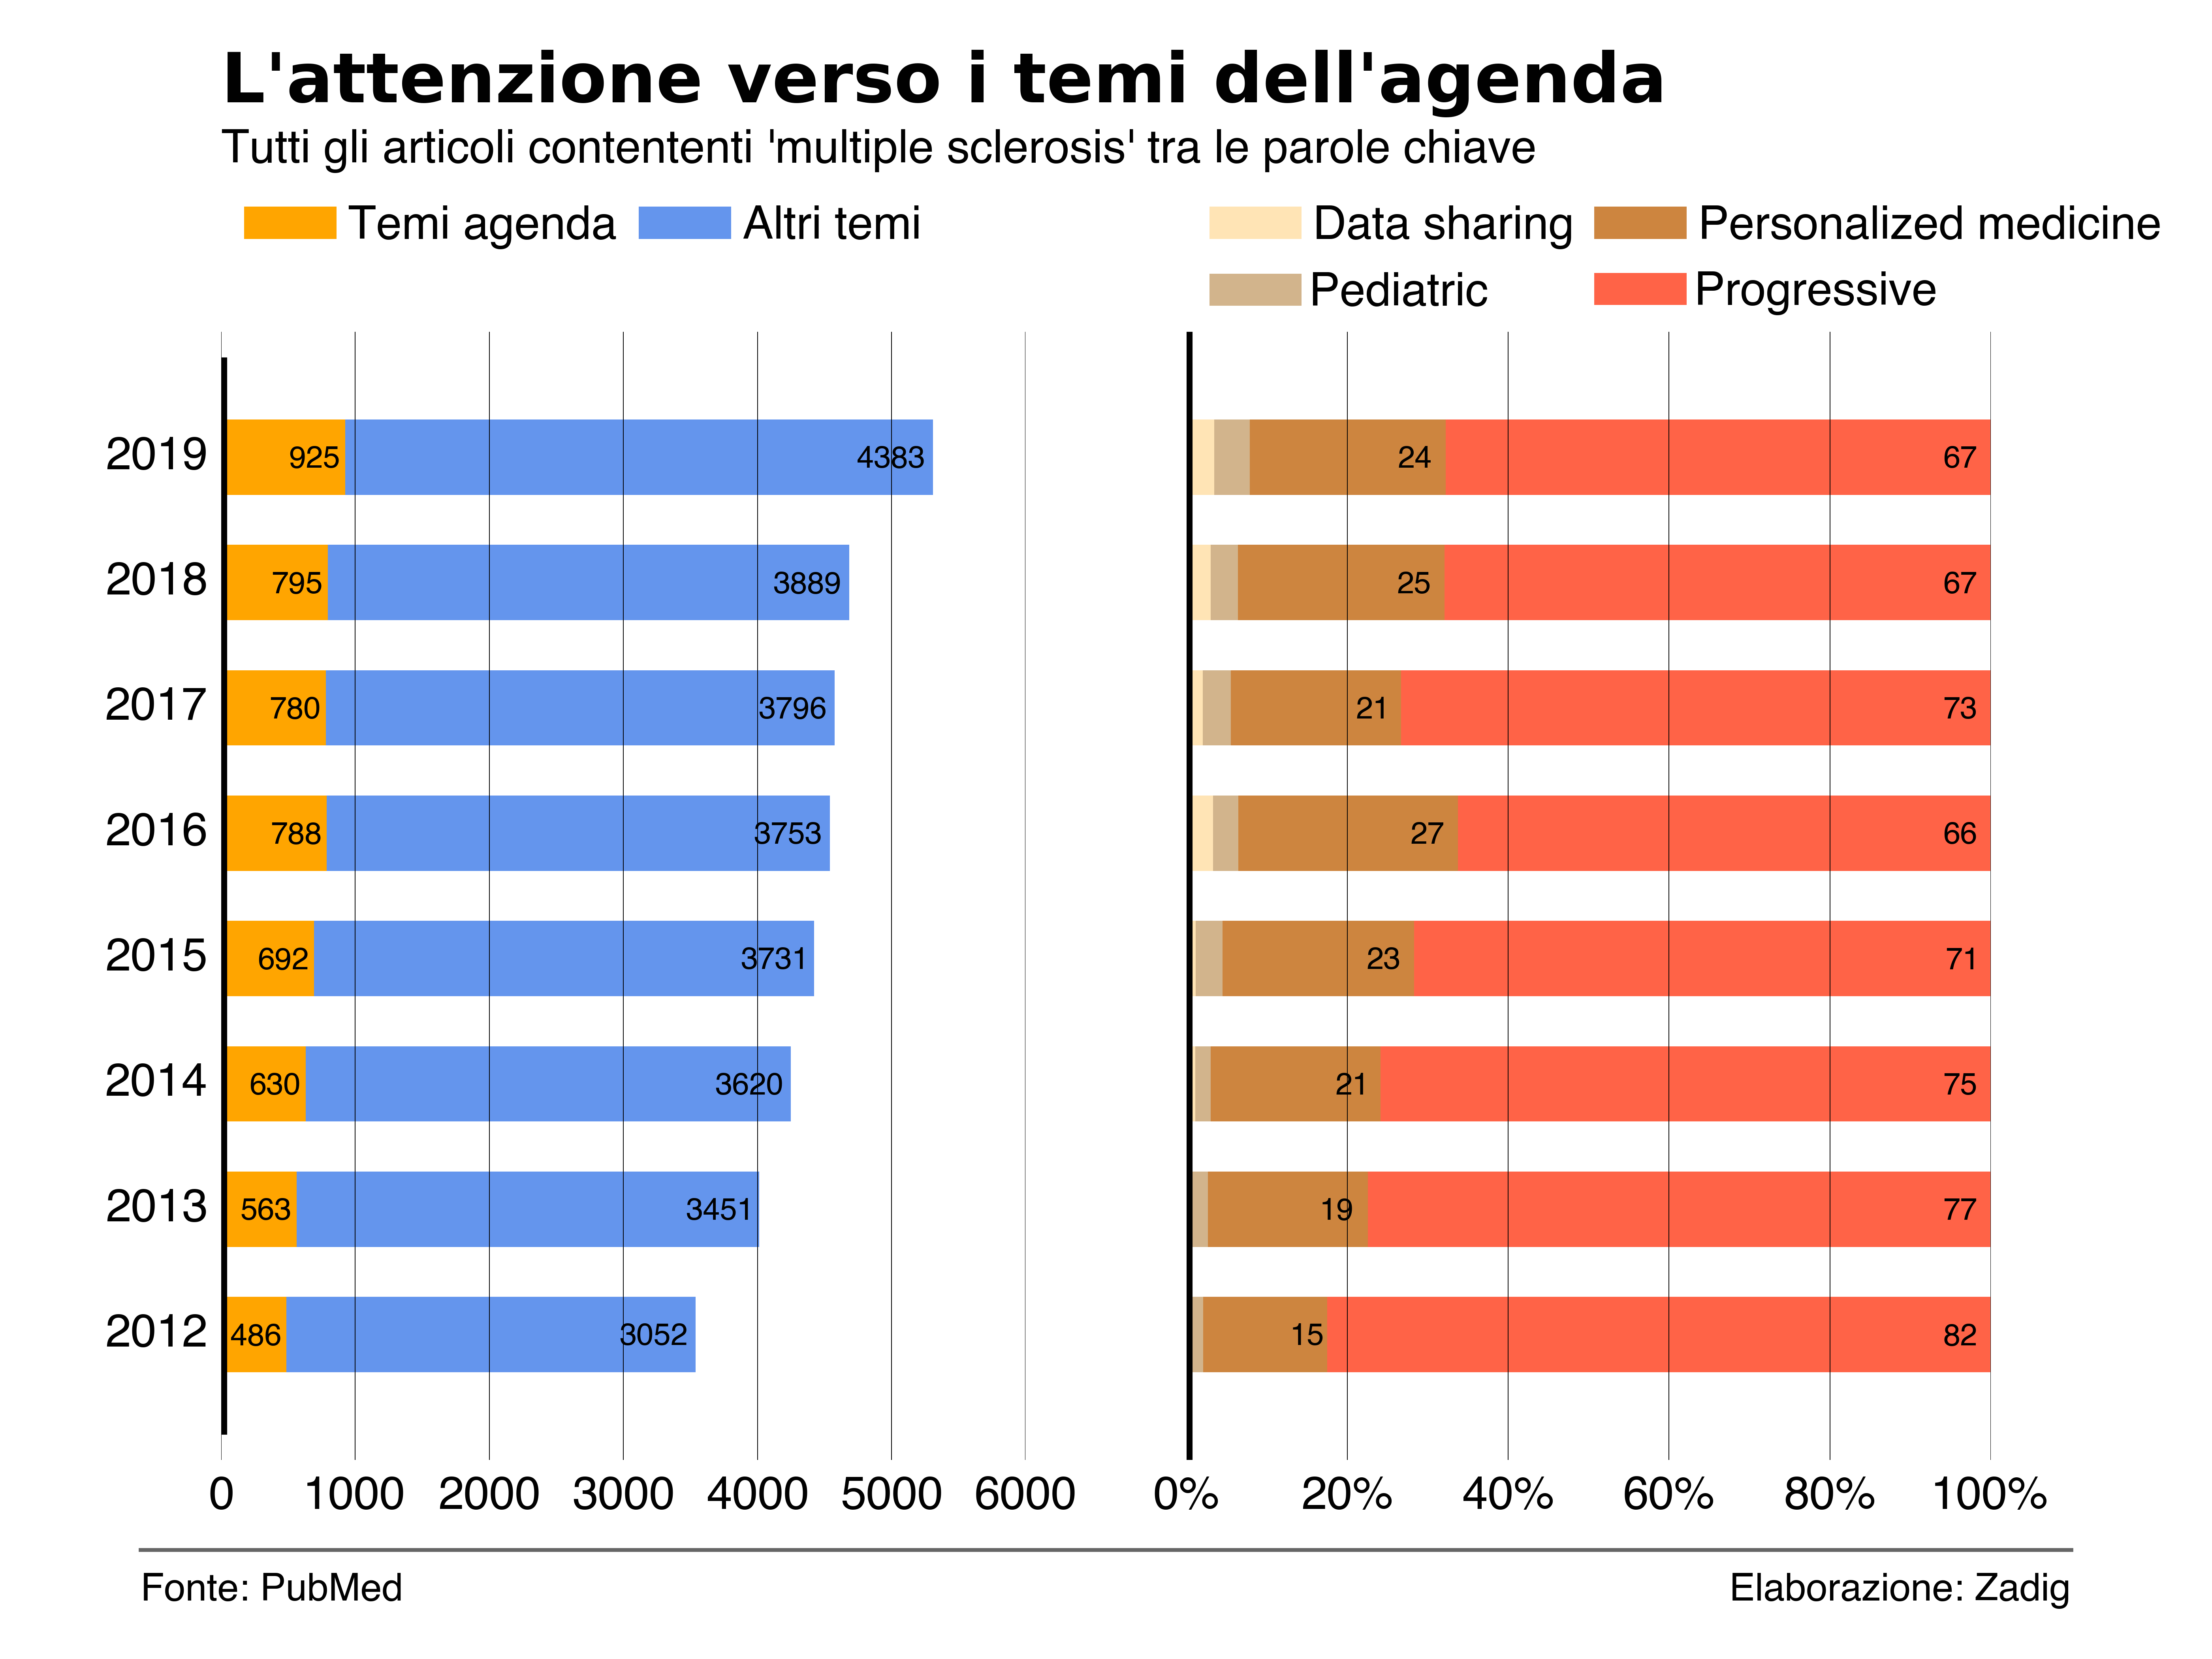 L'attenzione verso i temi dell'agenda
Tutti gli articoli contententi 'multiple sclerosis' tra le parole chiave
Temi agenda Altri temi
Data sharing Personalized medicine
Pediatric Progressive
2019 925 4383 24 67
2018 795 3889 25 67
2017 780 3796 21 73
2016 788 3753 27 66
2015 692 3731 23 71
2014 630 3620 21 75
2013 563 3451 19 77
2012 486 3052 15 82
0 1000 2000 3000 4000 5000 6000 0% 20% 40% 60% 80% 100%
Fonte: PubMed Elaborazione: Zadig